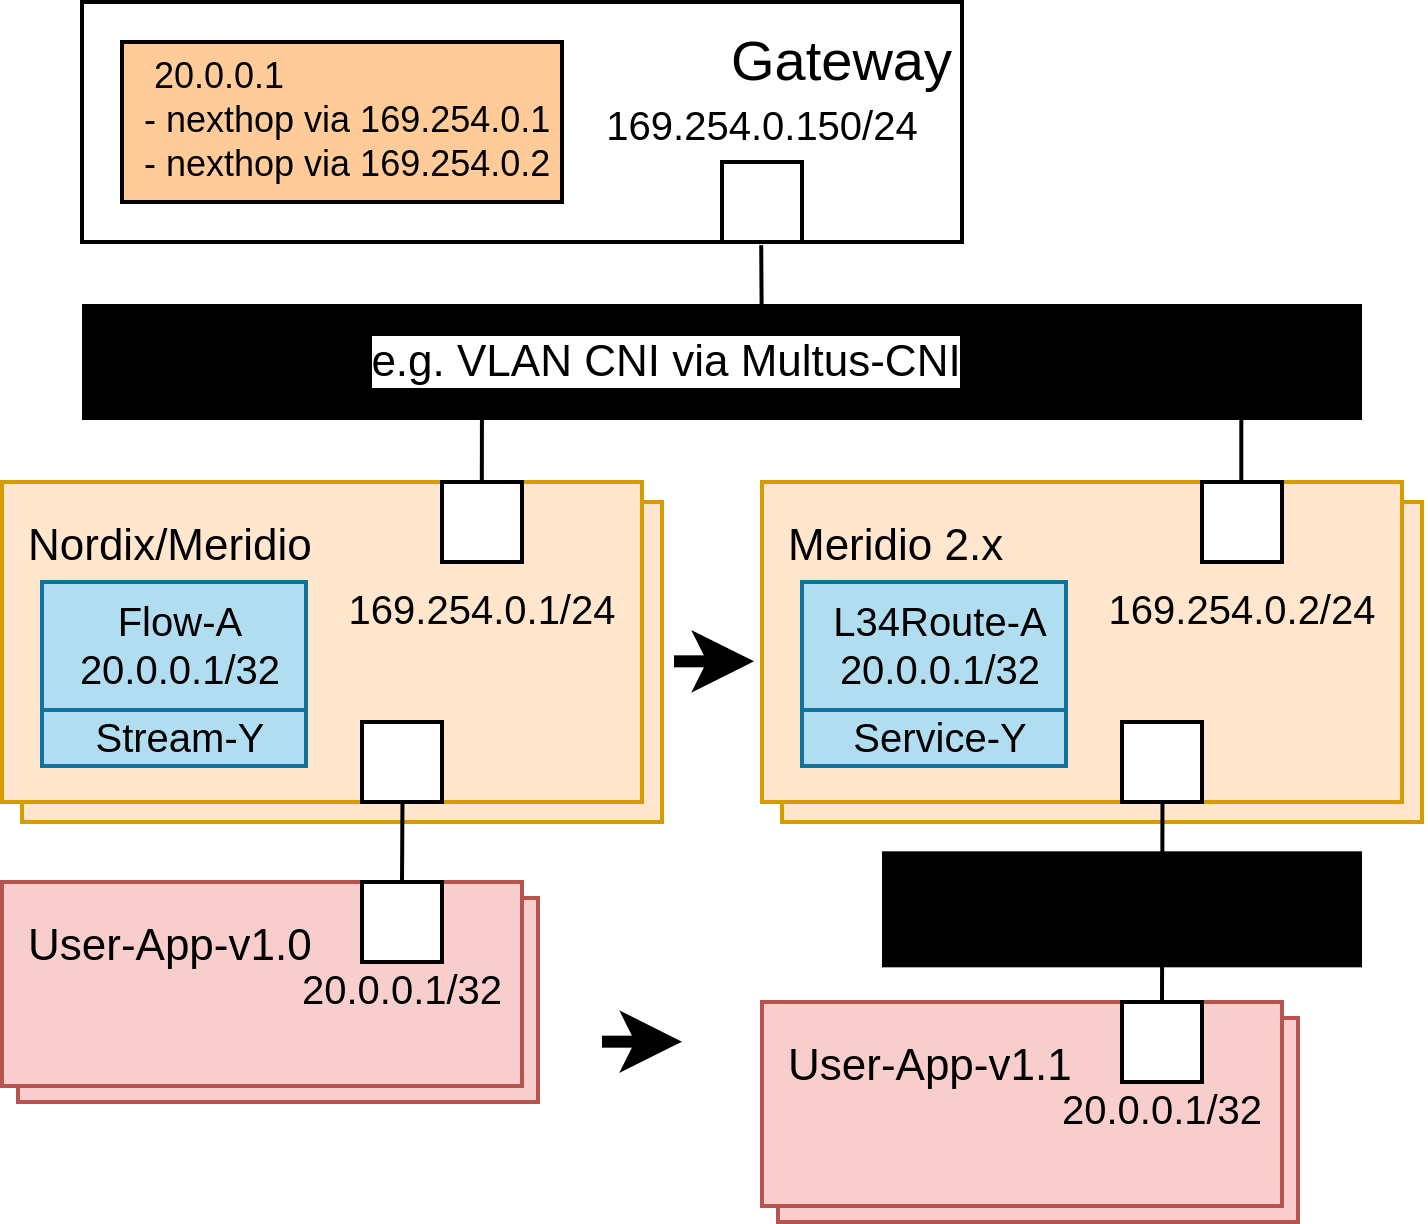 Gateway
20.0.0.1
- nexthop via 169.254.0.1
- nexthop via 169.254.0.2
169.254.0.150/24
e.g. VLAN CNI via Multus-CNI
Nordix/Meridio
Flow-A
20.0.0.1/32
Stream-Y
169.254.0.1/24
Meridio 2.x
L34Route-A
20.0.0.1/32
Service-Y
169.254.0.2/24
User-App-v1.0
20.0.0.1/32
User-App-v1.1
20.0.0.1/32